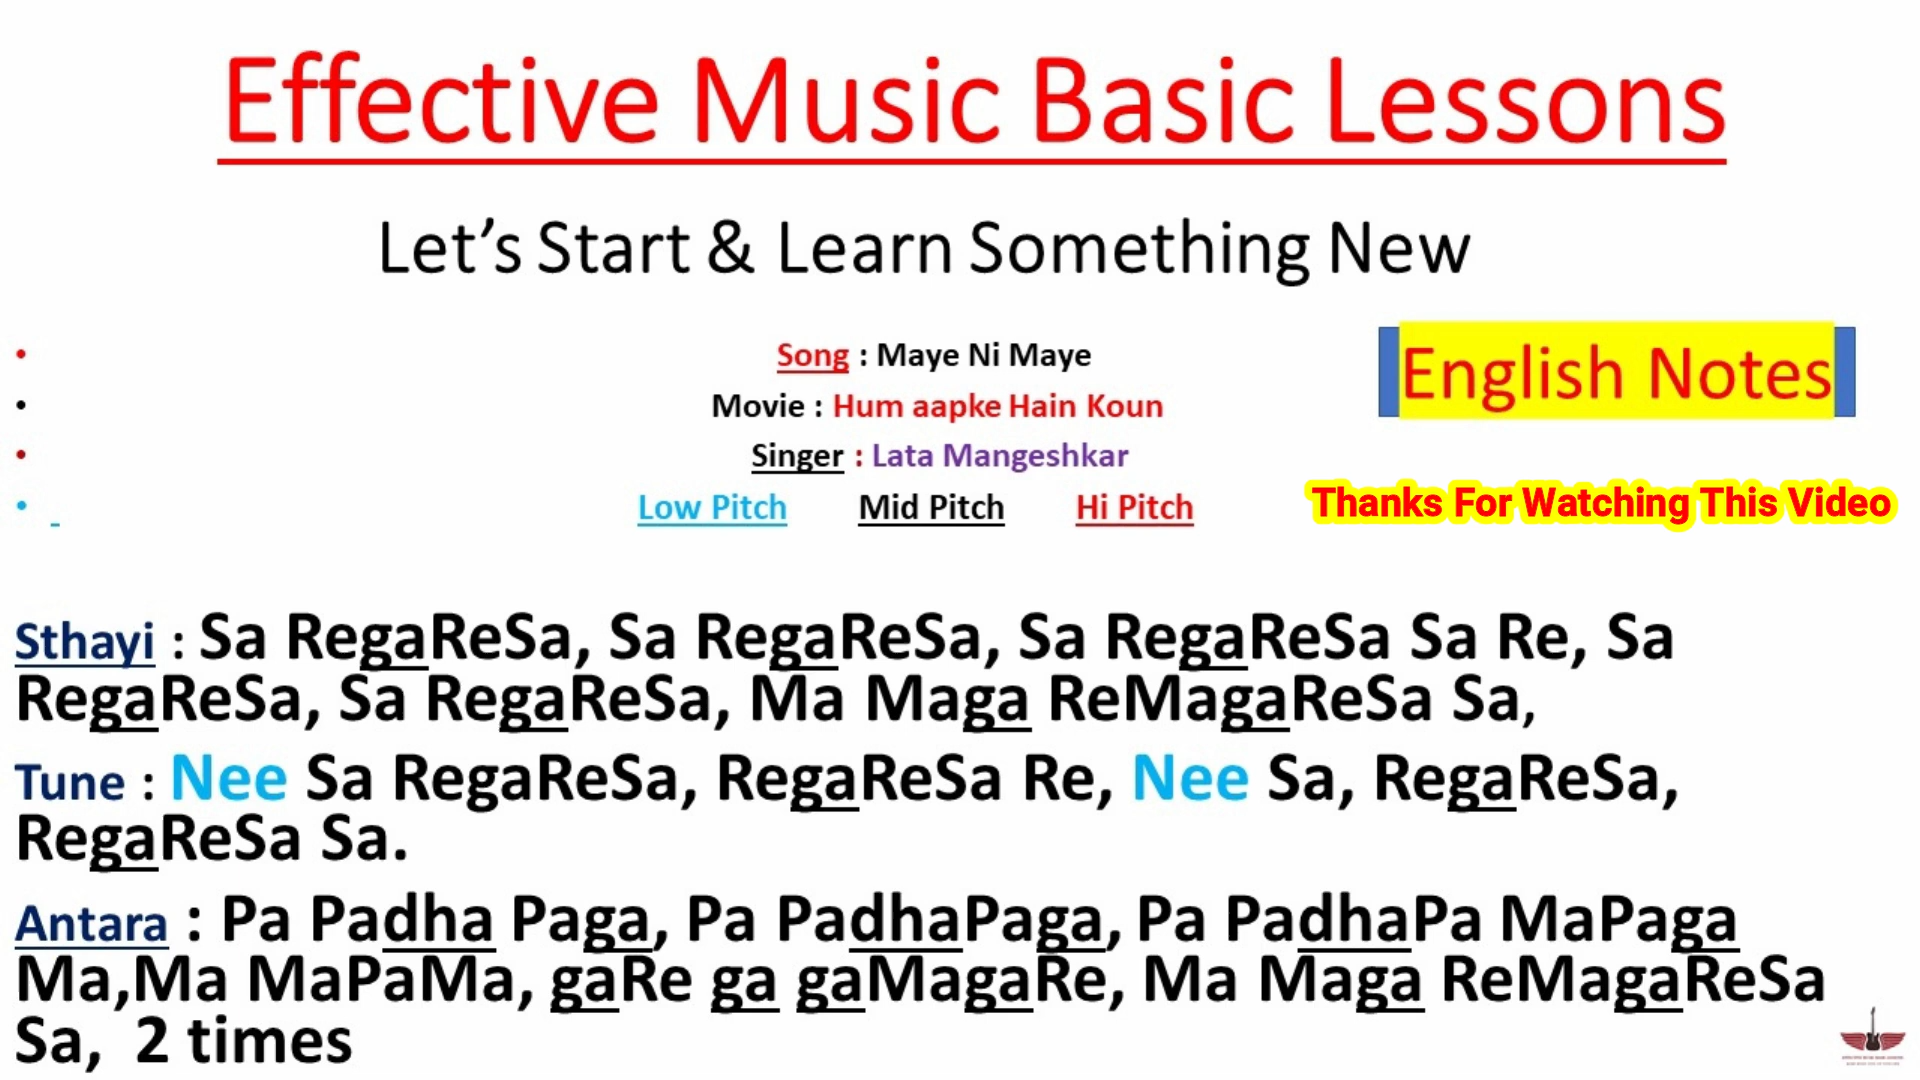 Effective Music Basic Lessons
Let's Start & Learn Something New
• Song : Maye Ni Maye
English Notes
• Movie : Hum aapke Hain Koun
• Singer : Lata Mangeshkar
• Low Pitch Mid Pitch Hi Pitch
Thanks For Watching This Video
Sthayi : Sa RegaReSa, Sa RegaReSa, Sa RegaReSa Sa Re, Sa
RegaReSa, Sa RegaReSa, Ma Maga ReMagaReSa Sa,
Tune : Nee Sa RegaReSa, RegaReSa Re, Nee Sa, RegaReSa,
RegaReSa Sa.
Antara : Pa Padha Paga, Pa PadhaPaga, Pa PadhaPa MaPaga
Ma,Ma MaPaMa, gaRe ga gaMagaRe, Ma Maga ReMagaReSa
Sa, 2 times